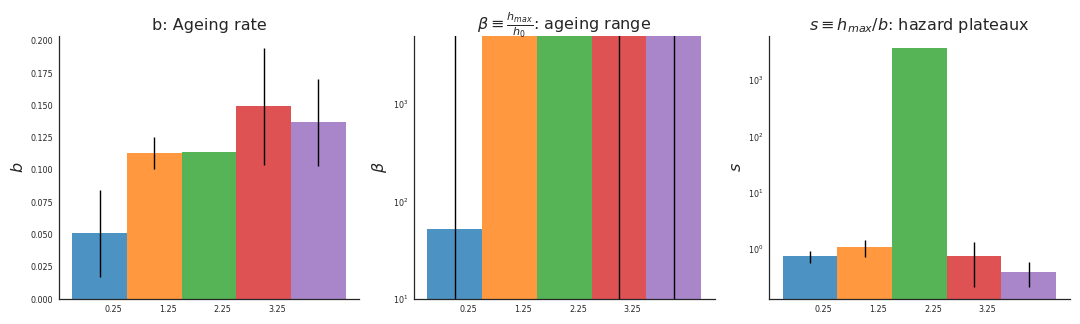 b: Ageing rate
0.200
0.175
0.150
0.125
0.100
0.075
0.050
0.025
0.000
b
0.25 1.25 2.25 3.25
β ≡ h_max/h_0: ageing range
10^3
10^2
10^1
β
0.25 1.25 2.25 3.25
s ≡ h_max/b: hazard plateaux
10^3
10^2
10^1
10^0
s
0.25 1.25 2.25 3.25